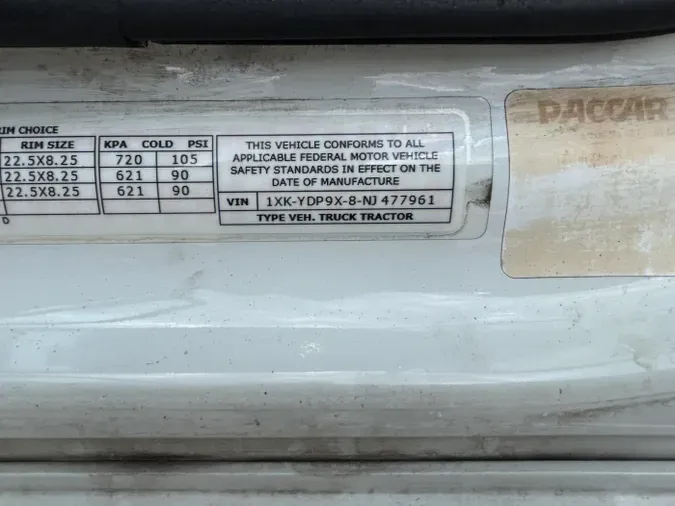 PACCAR
RIM CHOICE
RIM SIZE KPA COLD PSI
22.5X8.25 720 105
22.5X8.25 621 90
22.5X8.25 621 90
D
THIS VEHICLE CONFORMS TO ALL
APPLICABLE FEDERAL MOTOR VEHICLE
SAFETY STANDARDS IN EFFECT ON THE
DATE OF MANUFACTURE
VIN 1XK-YDP9X-8-NJ 477961
TYPE VEH. TRUCK TRACTOR